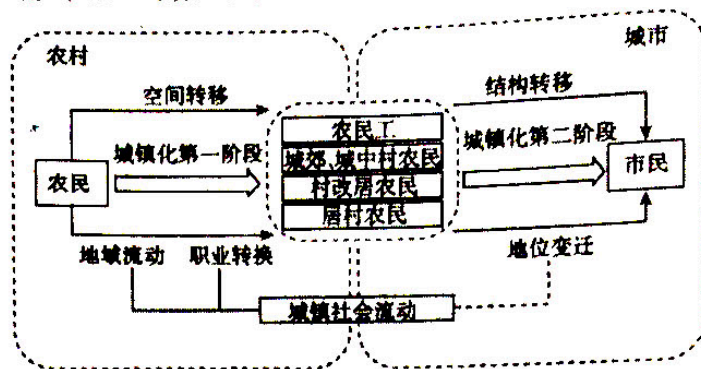 农村
城市
空间转移
结构转移
农民工
城镇化第一阶段
城郊、城中村农民
城镇化第二阶段
农民
村改居农民
市民
居村农民
地域流动
职业转换
地位变迁
城镇社会流动